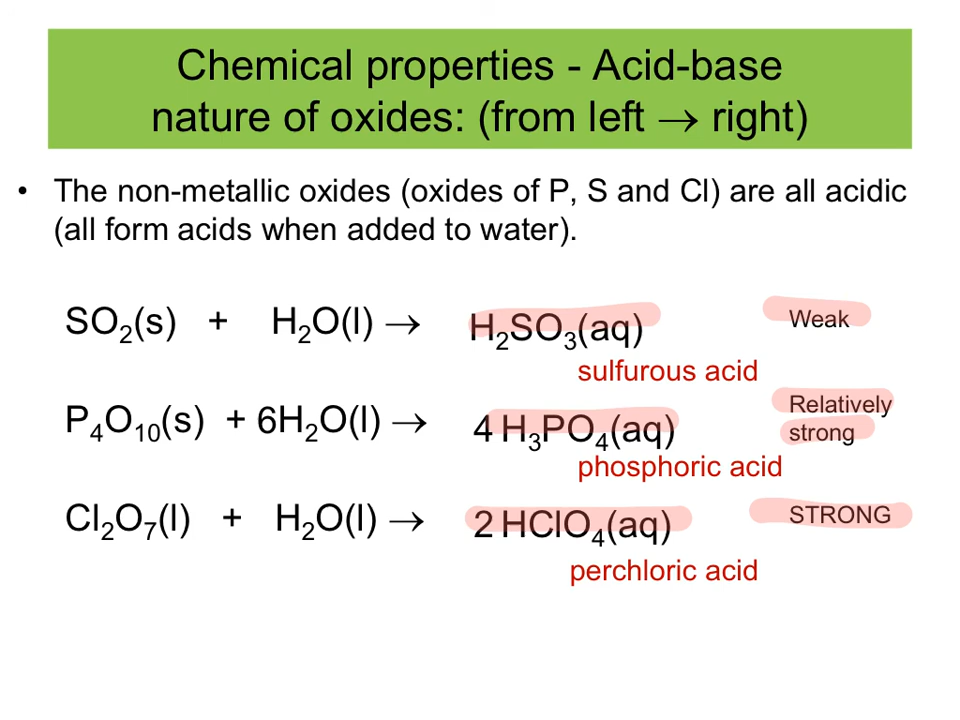 Chemical properties - Acid-base
nature of oxides: (from left → right)
• The non-metallic oxides (oxides of P, S and Cl) are all acidic
(all form acids when added to water).
SO₂(s) + H₂O(l) → H₂SO₃(aq) Weak
sulfurous acid
P₄O₁₀(s) + 6H₂O(l) → 4 H₃PO₄(aq) Relatively strong
phosphoric acid
Cl₂O₇(l) + H₂O(l) → 2 HClO₄(aq) STRONG
perchloric acid